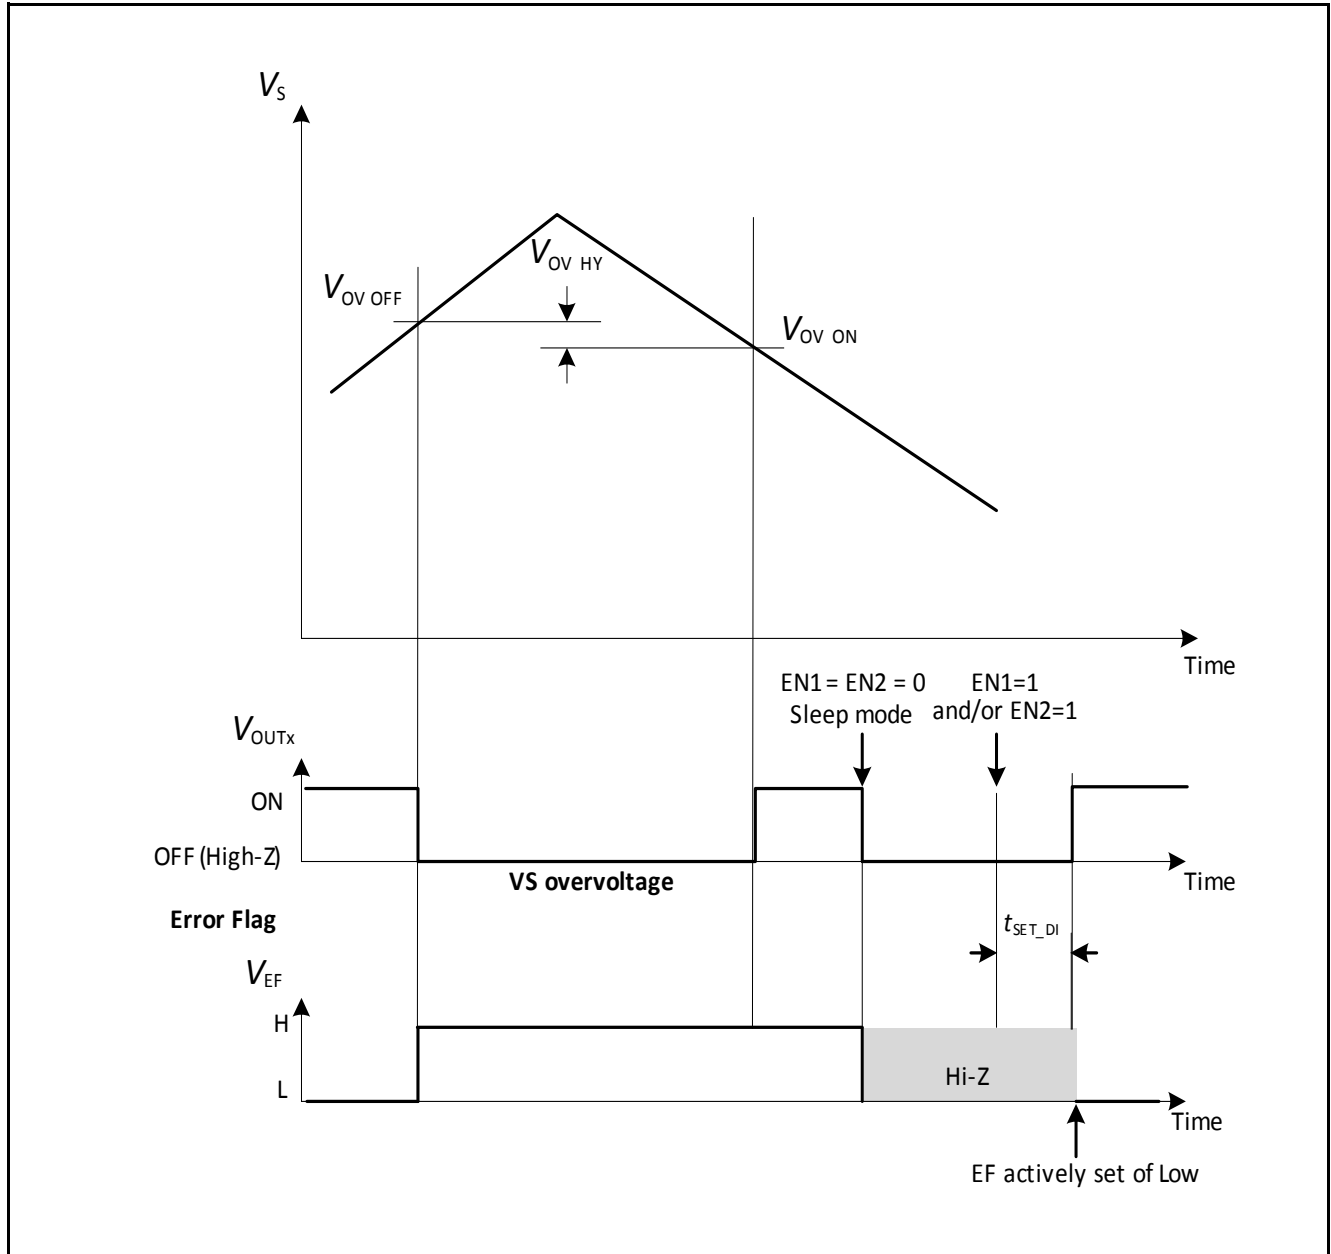 VS
VOV HY
VOV OFF
VOV ON
Time
EN1 = EN2 = 0
Sleep mode
EN1=1
and/or EN2=1
VOUTx
ON
OFF (High-Z)
VS overvoltage
Time
Error Flag
tSET_DI
VEF
H
L
Hi-Z
Time
EF actively set of Low